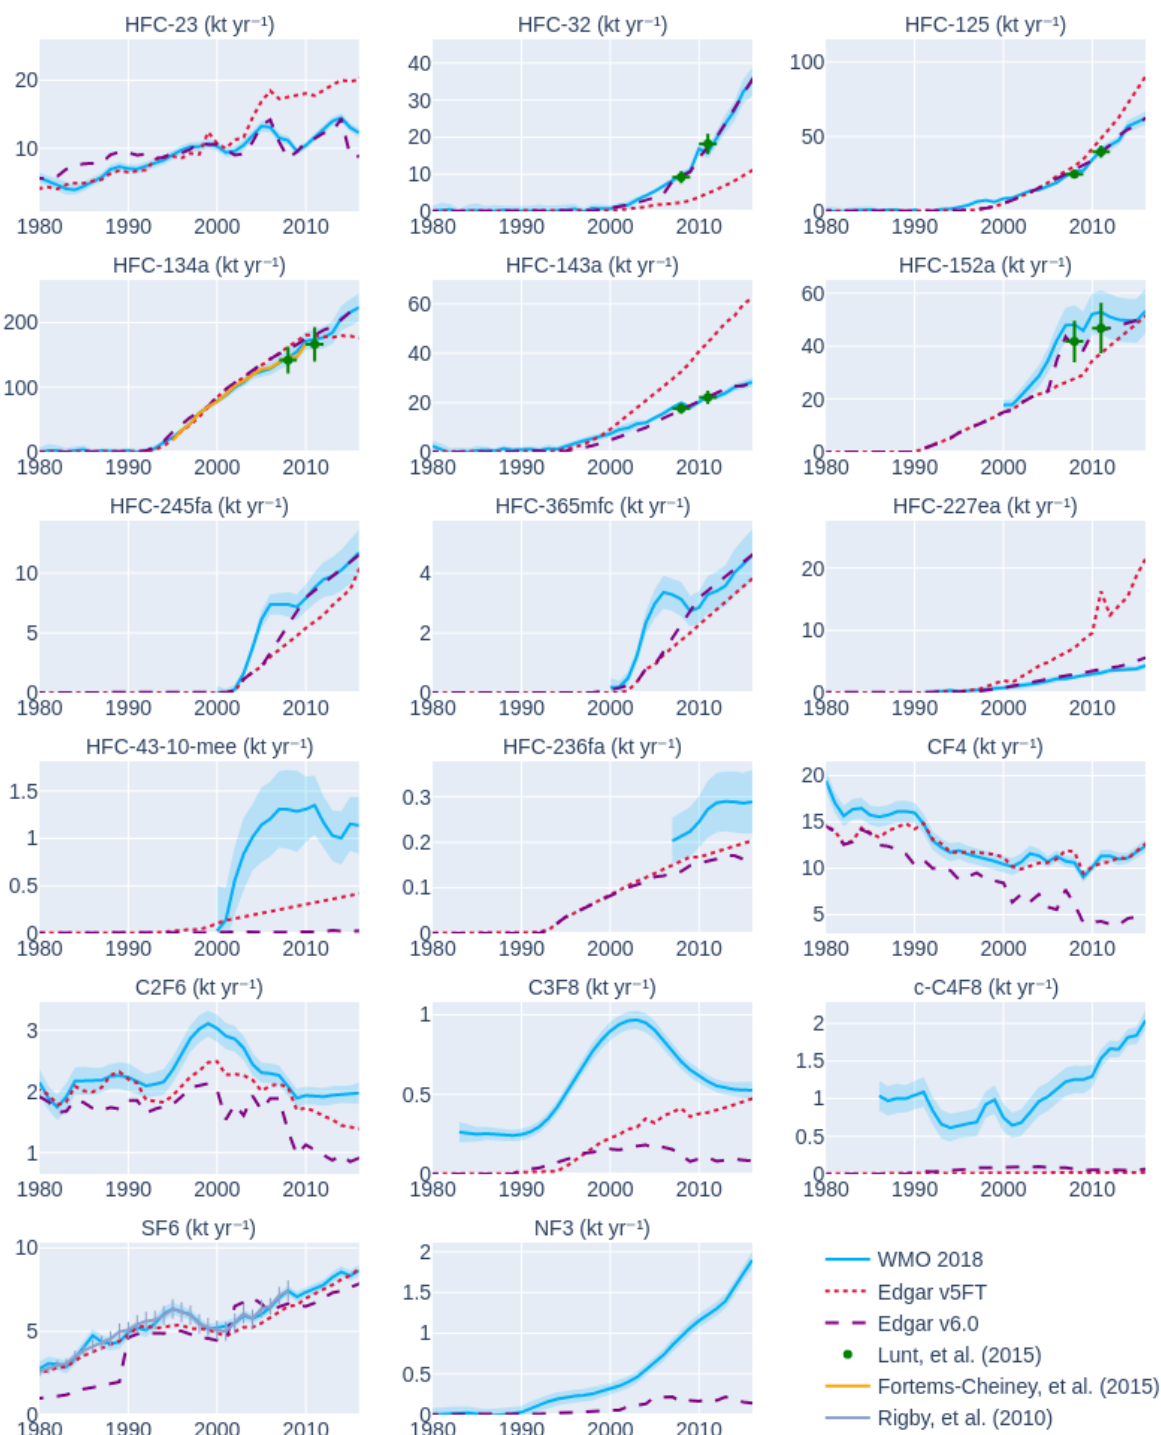 HFC-23 (kt yr⁻¹)
HFC-32 (kt yr⁻¹)
HFC-125 (kt yr⁻¹)
20
10
1980 1990 2000 2010
40
30
20
10
0
1980 1990 2000 2010
100
50
0
1980 1990 2000 2010
HFC-134a (kt yr⁻¹)
HFC-143a (kt yr⁻¹)
HFC-152a (kt yr⁻¹)
200
100
0
1980 1990 2000 2010
60
40
20
0
1980 1990 2000 2010
60
40
20
0
1980 1990 2000 2010
HFC-245fa (kt yr⁻¹)
HFC-365mfc (kt yr⁻¹)
HFC-227ea (kt yr⁻¹)
10
5
0
1980 1990 2000 2010
4
2
0
1980 1990 2000 2010
20
10
0
1980 1990 2000 2010
HFC-43-10-mee (kt yr⁻¹)
HFC-236fa (kt yr⁻¹)
CF4 (kt yr⁻¹)
1.5
1
0.5
0
1980 1990 2000 2010
0.3
0.2
0.1
0
1980 1990 2000 2010
20
15
10
5
1980 1990 2000 2010
C2F6 (kt yr⁻¹)
C3F8 (kt yr⁻¹)
c-C4F8 (kt yr⁻¹)
3
2
1
1980 1990 2000 2010
1
0.5
0
1980 1990 2000 2010
2
1.5
1
0.5
0
1980 1990 2000 2010
SF6 (kt yr⁻¹)
NF3 (kt yr⁻¹)
10
5
0
1980 1990 2000 2010
2
1.5
1
0.5
0
1980 1990 2000 2010
WMO 2018
Edgar v5FT
Edgar v6.0
Lunt, et al. (2015)
Fortems-Cheiney, et al. (2015)
Rigby, et al. (2010)